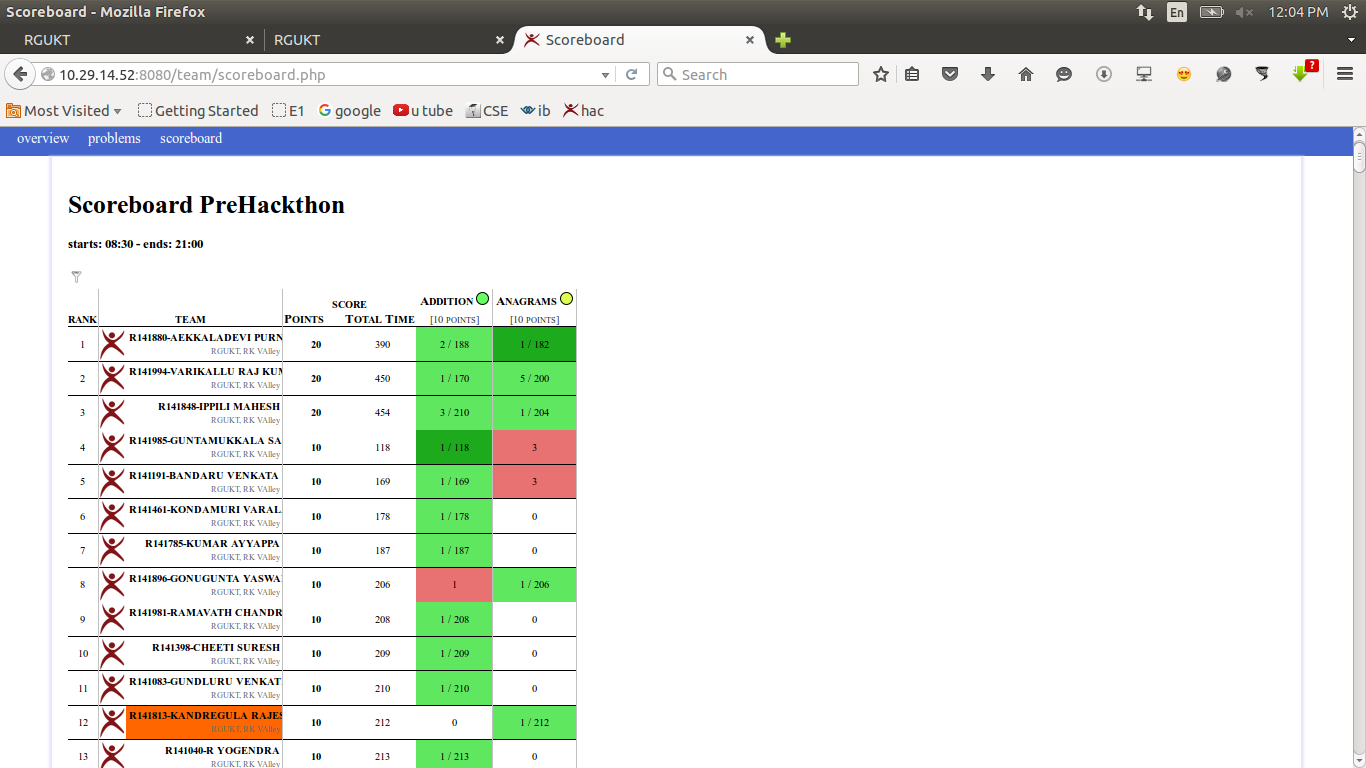 Scoreboard - Mozilla Firefox En 12:04 PM
RGUKT RGUKT Scoreboard
10.29.14.52:8080/team/scoreboard.php Search ?
Most Visited Getting Started E1 google u tube CSE ib hac
overview problems scoreboard
Scoreboard PreHackthon
starts: 08:30 - ends: 21:00
SCORE ADDITION ANAGRAMS
RANK TEAM POINTS TOTAL TIME [10 POINTS] [10 POINTS]
1 R141880-AEKKALADEVI PURN 20 390 2 / 188 1 / 182
RGUKT, RK VAlley
2 R141994-VARIKALLU RAJ KUM 20 450 1 / 170 5 / 200
RGUKT, RK VAlley
3 R141848-IPPILI MAHESH 20 454 3 / 210 1 / 204
RGUKT, RK VAlley
4 R141985-GUNTAMUKKALA SA 10 118 1 / 118 3
RGUKT, RK VAlley
5 R141191-BANDARU VENKATA 10 169 1 / 169 3
RGUKT, RK VAlley
6 R141461-KONDAMURI VARAL 10 178 1 / 178 0
RGUKT, RK VAlley
7 R141785-KUMAR AYYAPPA 10 187 1 / 187 0
RGUKT, RK VAlley
8 R141896-GONUGUNTA YASWA 10 206 1 1 / 206
RGUKT, RK VAlley
9 R141981-RAMAVATH CHANDR 10 208 1 / 208 0
RGUKT, RK VAlley
10 R141398-CHEETI SURESH 10 209 1 / 209 0
RGUKT, RK VAlley
11 R141083-GUNDLURU VENKAT 10 210 1 / 210 0
RGUKT, RK VAlley
12 R141813-KANDREGULA RAJES 10 212 0 1 / 212
RGUKT, RK VAlley
13 R141040-R YOGENDRA 10 213 1 / 213 0